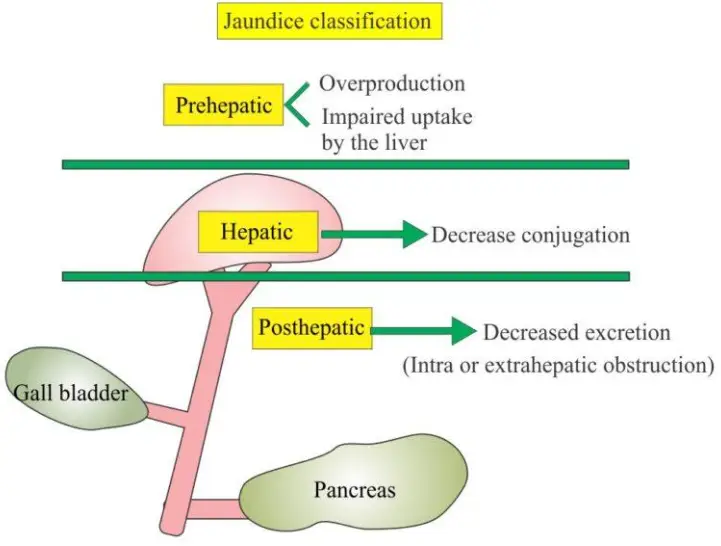 Jaundice classification
Overproduction
Prehepatic
Impaired uptake
by the liver
Hepatic
Decrease conjugation
Posthepatic
Decreased excretion
(Intra or extrahepatic obstruction)
Gall bladder
Pancreas